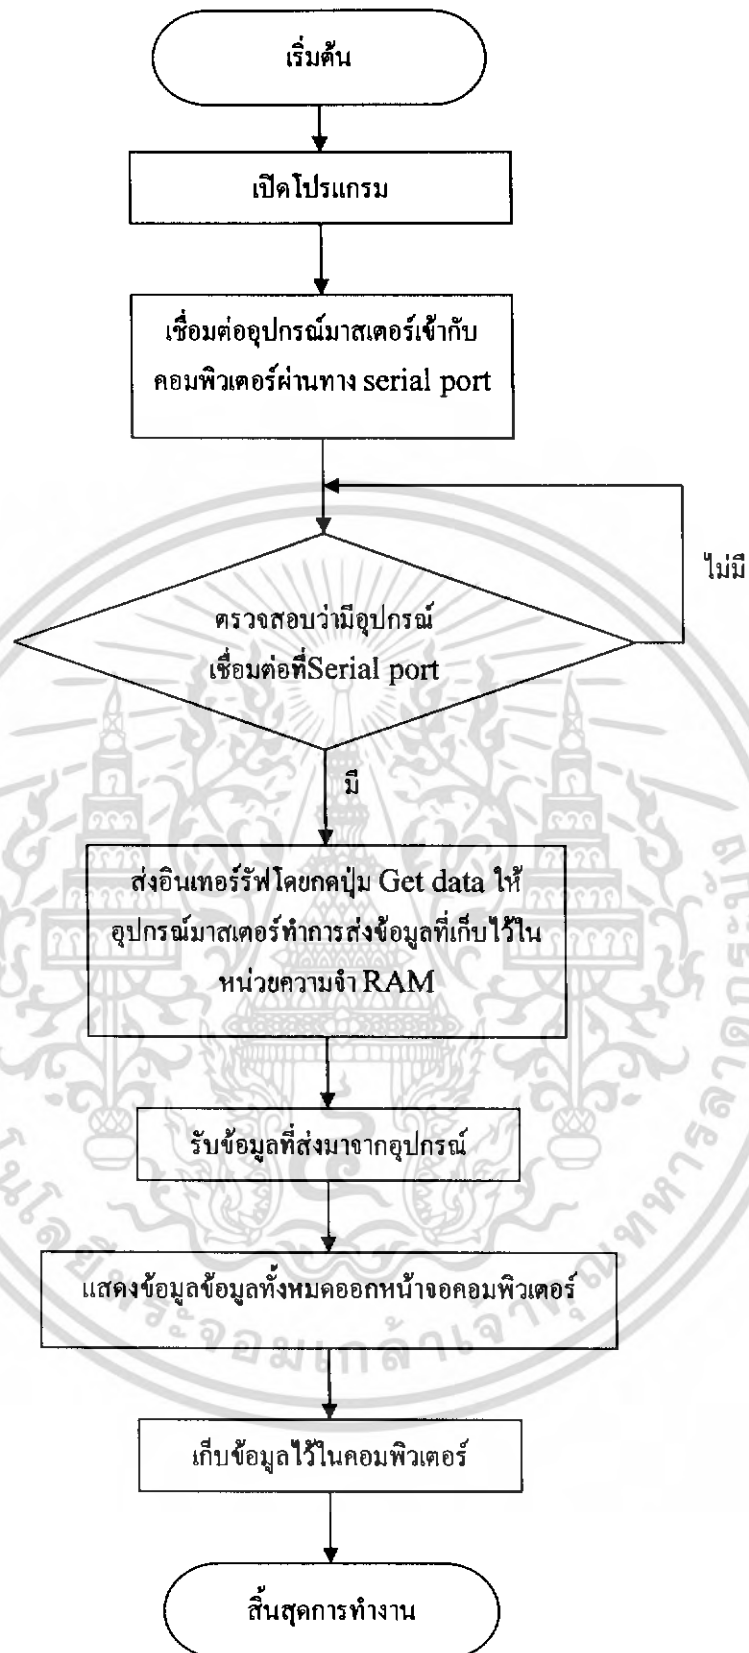 เริ่มต้น
เปิดโปรแกรม
เชื่อมต่ออุปกรณ์มาสเตอร์เข้ากับ
คอมพิวเตอร์ผ่านทาง serial port
ไม่มี
ตรวจสอบว่ามีอุปกรณ์
เชื่อมต่อที่Serial port
มี
ส่งอินเทอร์รัฟโดยกดปุ่ม Get data ให้
อุปกรณ์มาสเตอร์ทำการส่งข้อมูลที่เก็บไว้ใน
หน่วยความจำ RAM
รับข้อมูลที่ส่งมาจากอุปกรณ์
แสดงข้อมูลข้อมูลทั้งหมดออกหน้าจอคอมพิวเตอร์
เก็บข้อมูลไว้ในคอมพิวเตอร์
สิ้นสุดการทำงาน